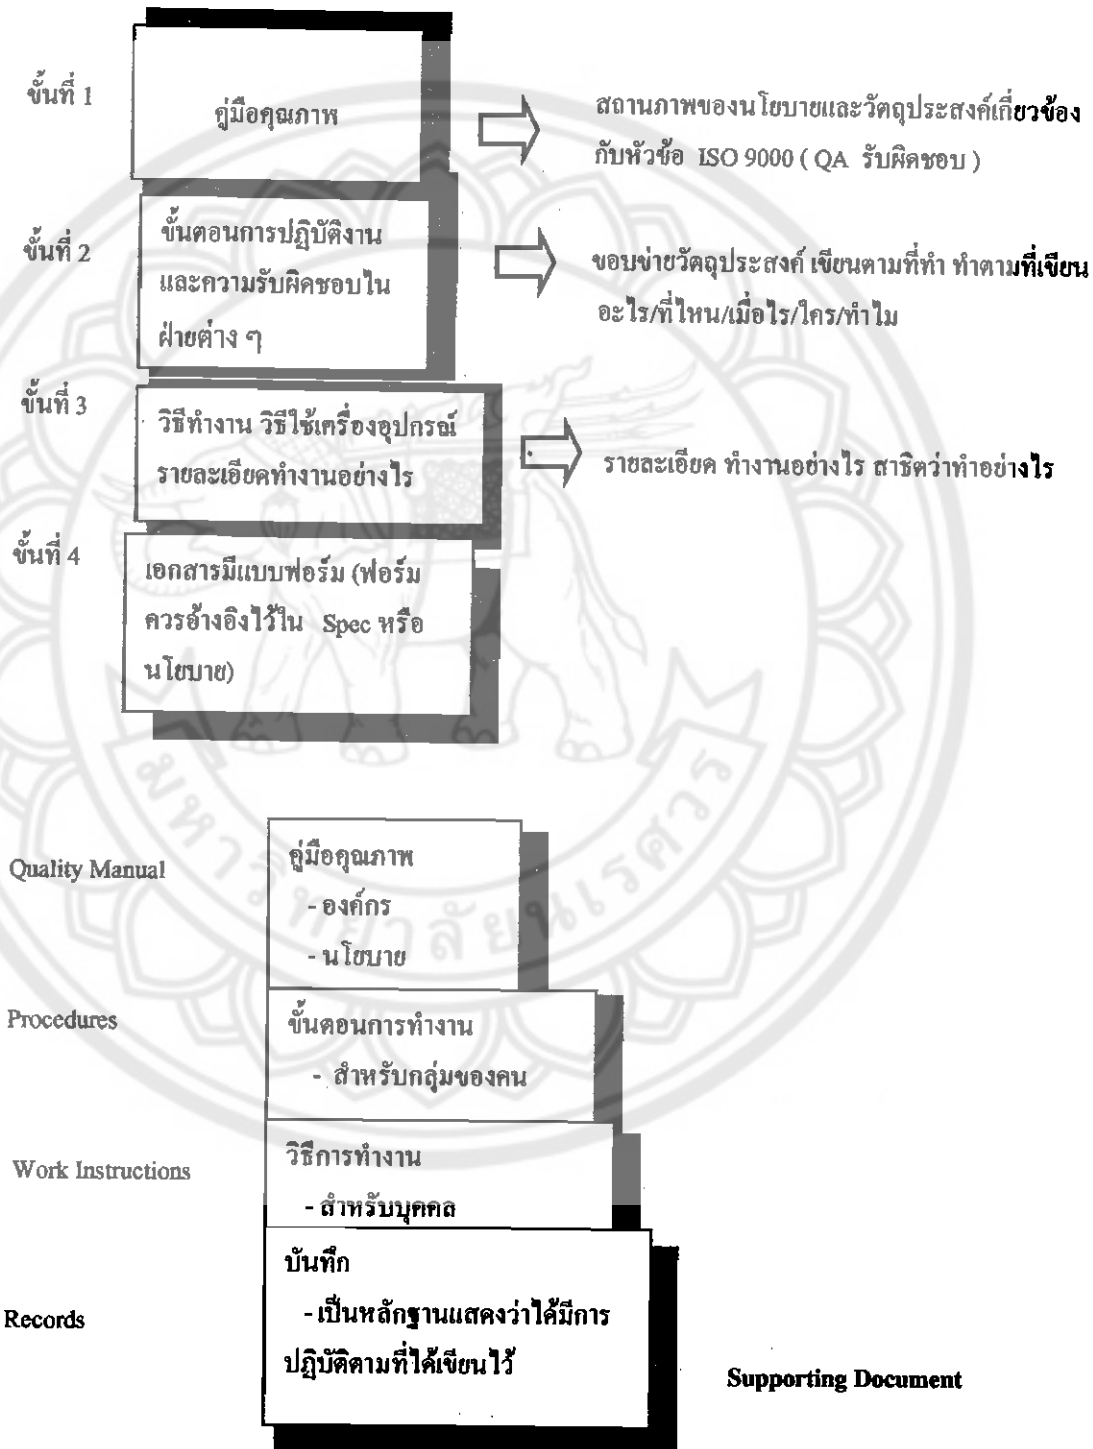 ขั้นที่ 1
คู่มือคุณภาพ
สถานภาพของนโยบายและวัตถุประสงค์เกี่ยวข้อง
กับหัวข้อ ISO 9000 ( QA รับผิดชอบ )
ขั้นที่ 2
ขั้นตอนการปฏิบัติงาน
และความรับผิดชอบใน
ฝ่ายต่าง ๆ
ขอบข่ายวัตถุประสงค์ เขียนตามที่ทำ ทำตามที่เขียน
อะไร/ที่ไหน/เมื่อไร/ใคร/ทำไม
ขั้นที่ 3
วิธีทำงาน วิธีใช้เครื่องอุปกรณ์
รายละเอียดทำงานอย่างไร
รายละเอียด ทำงานอย่างไร สาธิตว่าทำอย่างไร
ขั้นที่ 4
เอกสารมีแบบฟอร์ม (ฟอร์ม
ควรอ้างอิงไว้ใน Spec หรือ
นโยบาย)
Quality Manual
คู่มือคุณภาพ
- องค์กร
- นโยบาย
Procedures
ขั้นตอนการทำงาน
- สำหรับกลุ่มของคน
Work Instructions
วิธีการทำงาน
- สำหรับบุคคล
Records
บันทึก
- เป็นหลักฐานแสดงว่าได้มีการ
ปฏิบัติตามที่ได้เขียนไว้
Supporting Document
มหาวิทยาลัยนเรศวร